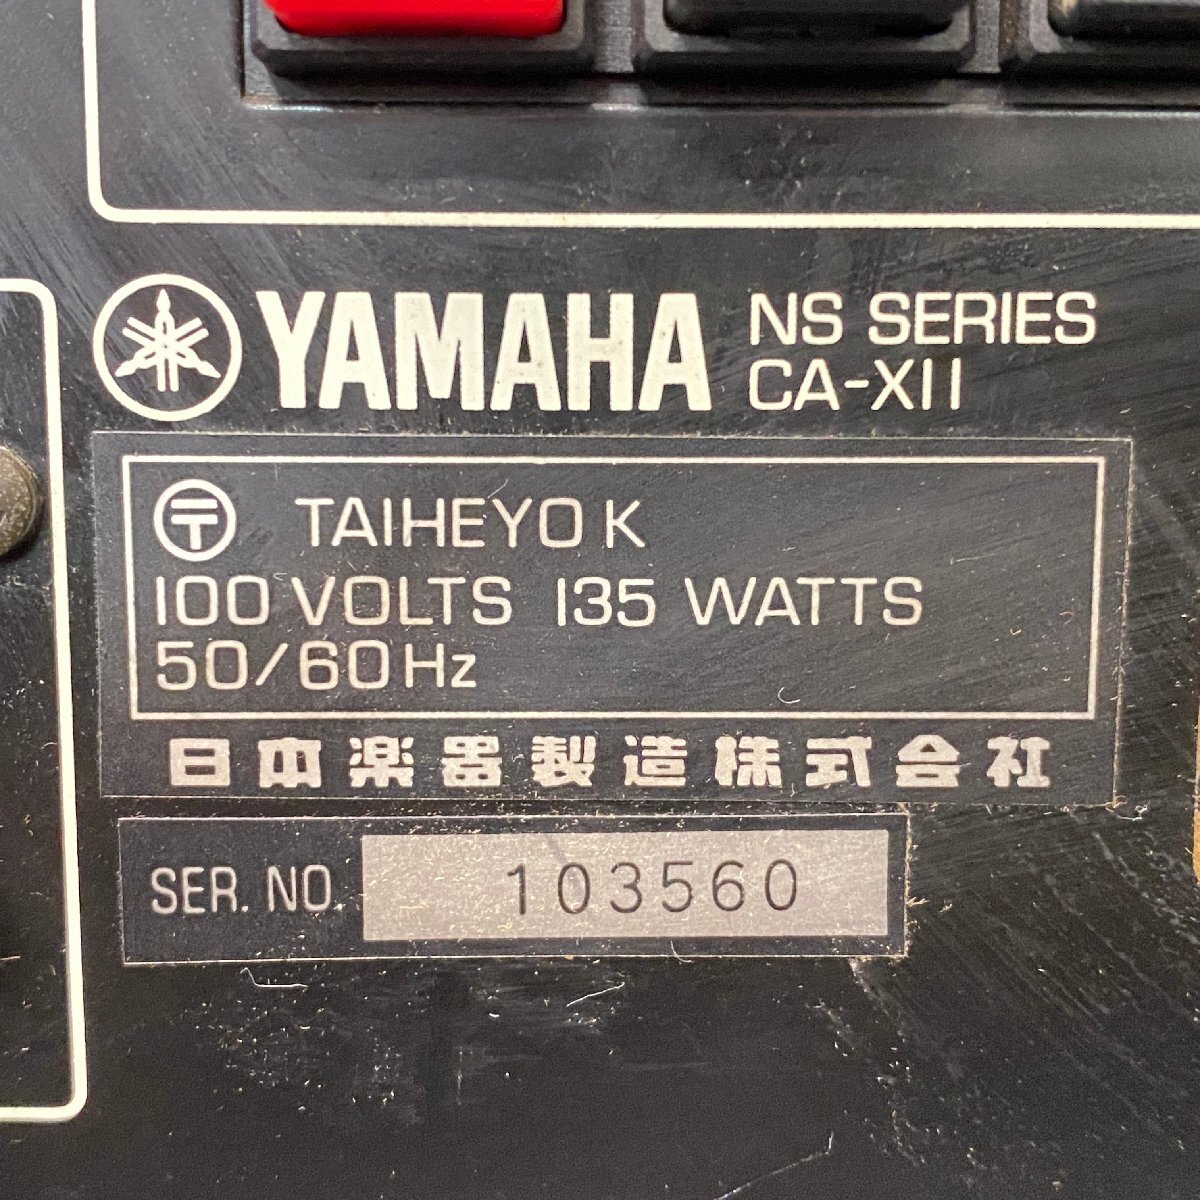 YAMAHA NS SERIES
CA-XII
〒 TAIHEYO K
100 VOLTS 135 WATTS
50/60Hz
日本楽器製造株式会社
SER. NO. 103560